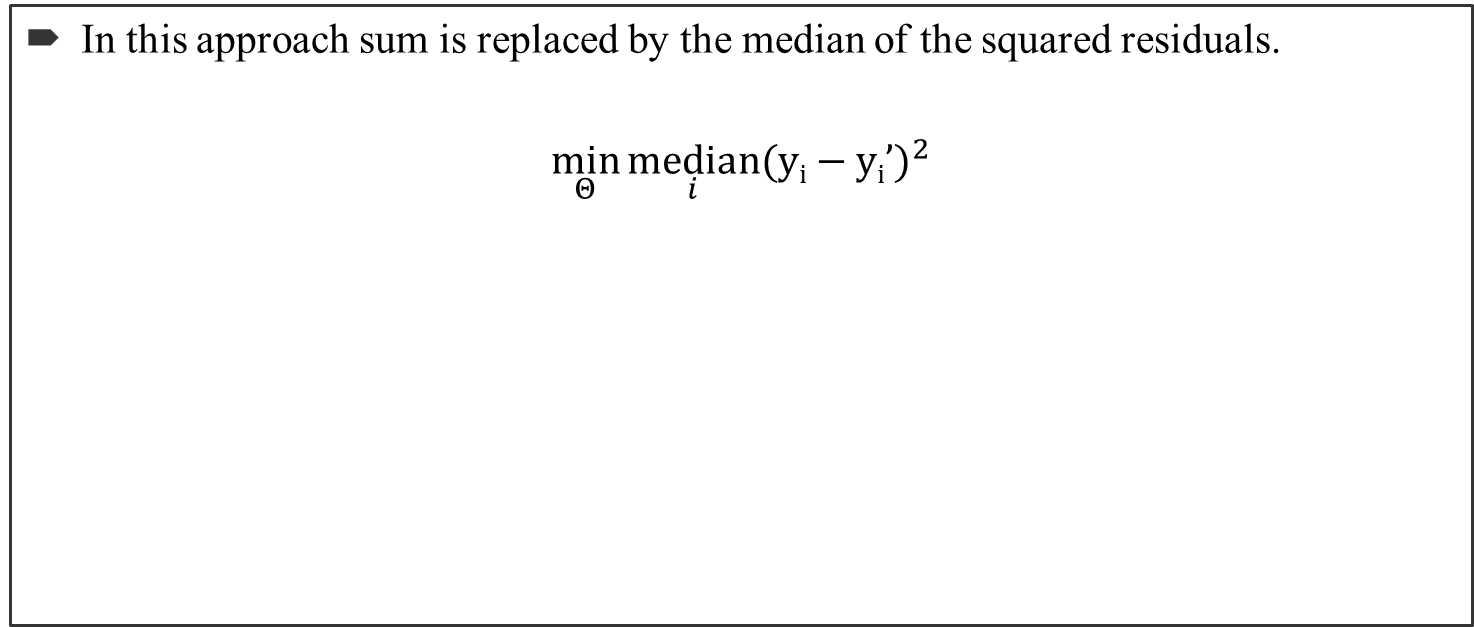 In this approach sum is replaced by the median of the squared residuals.
min median(yᵢ − yᵢ’)²
Θ i